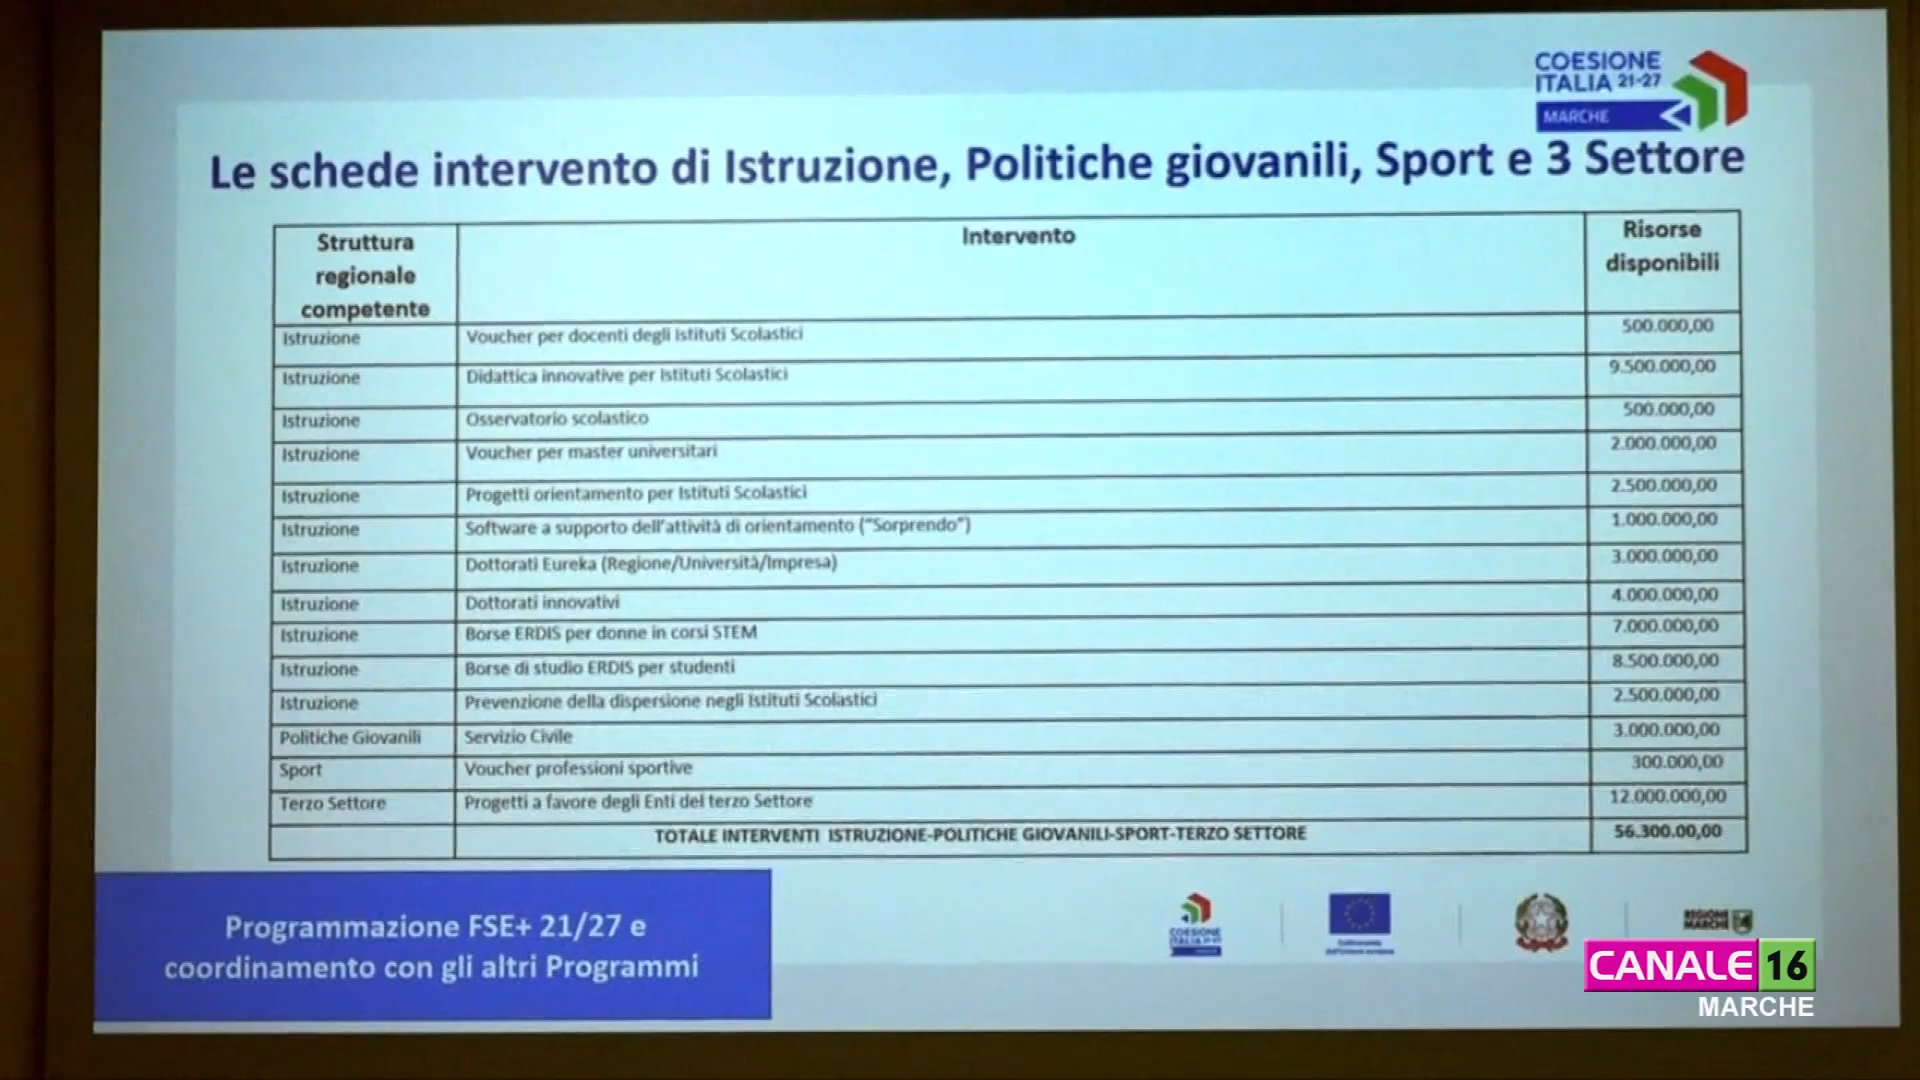 COESIONE
ITALIA 21-27
MARCHE
Le schede intervento di Istruzione, Politiche giovanili, Sport e 3 Settore
Struttura regionale competente Intervento Risorse disponibili
Istruzione Voucher per docenti degli Istituti Scolastici 500.000,00
Istruzione Didattica innovative per Istituti Scolastici 9.500.000,00
Istruzione Osservatorio scolastico 500.000,00
Istruzione Voucher per master universitari 2.000.000,00
Istruzione Progetti orientamento per Istituti Scolastici 2.500.000,00
Istruzione Software a supporto dell'attività di orientamento ("Sorprendo") 1.000.000,00
Istruzione Dottorati Eureka (Regione/Università/Impresa) 3.000.000,00
Istruzione Dottorati innovativi 4.000.000,00
Istruzione Borse ERDIS per donne in corsi STEM 7.000.000,00
Istruzione Borse di studio ERDIS per studenti 8.500.000,00
Istruzione Prevenzione della dispersione negli Istituti Scolastici 2.500.000,00
Politiche Giovanili Servizio Civile 3.000.000,00
Sport Voucher professioni sportive 300.000,00
Terzo Settore Progetti a favore degli Enti del terzo Settore 12.000.000,00
TOTALE INTERVENTI ISTRUZIONE-POLITICHE GIOVANILI-SPORT-TERZO SETTORE 56.300.00,00
Programmazione FSE+ 21/27 e
coordinamento con gli altri Programmi
COESIONE
ITALIA 21-27
REGIONE
MARCHE
CANALE 16
MARCHE